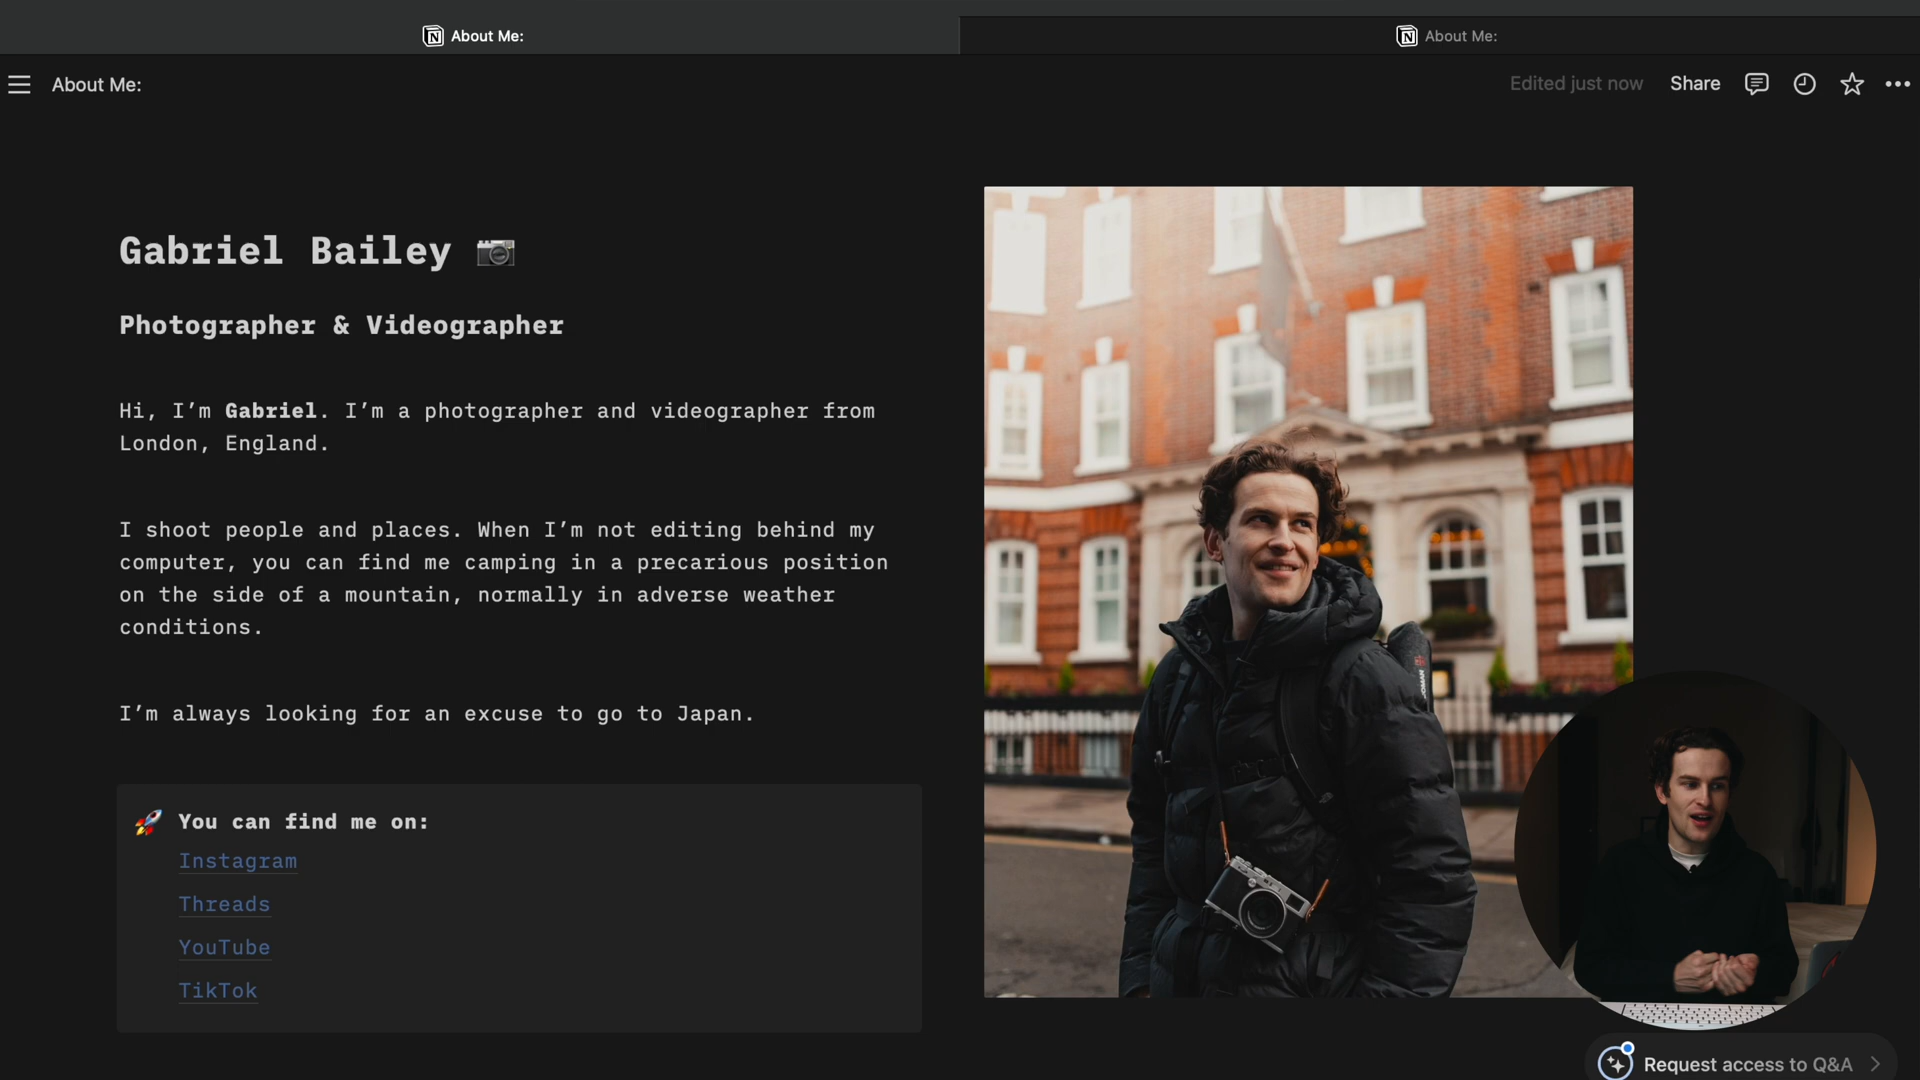 About Me:
About Me:
About Me:
Edited just now
Share
Gabriel Bailey
Photographer & Videographer
Hi, I’m Gabriel. I’m a photographer and videographer from
London, England.
I shoot people and places. When I’m not editing behind my
computer, you can find me camping in a precarious position
on the side of a mountain, normally in adverse weather
conditions.
I’m always looking for an excuse to go to Japan.
You can find me on:
Instagram
Threads
YouTube
TikTok
Request access to Q&A